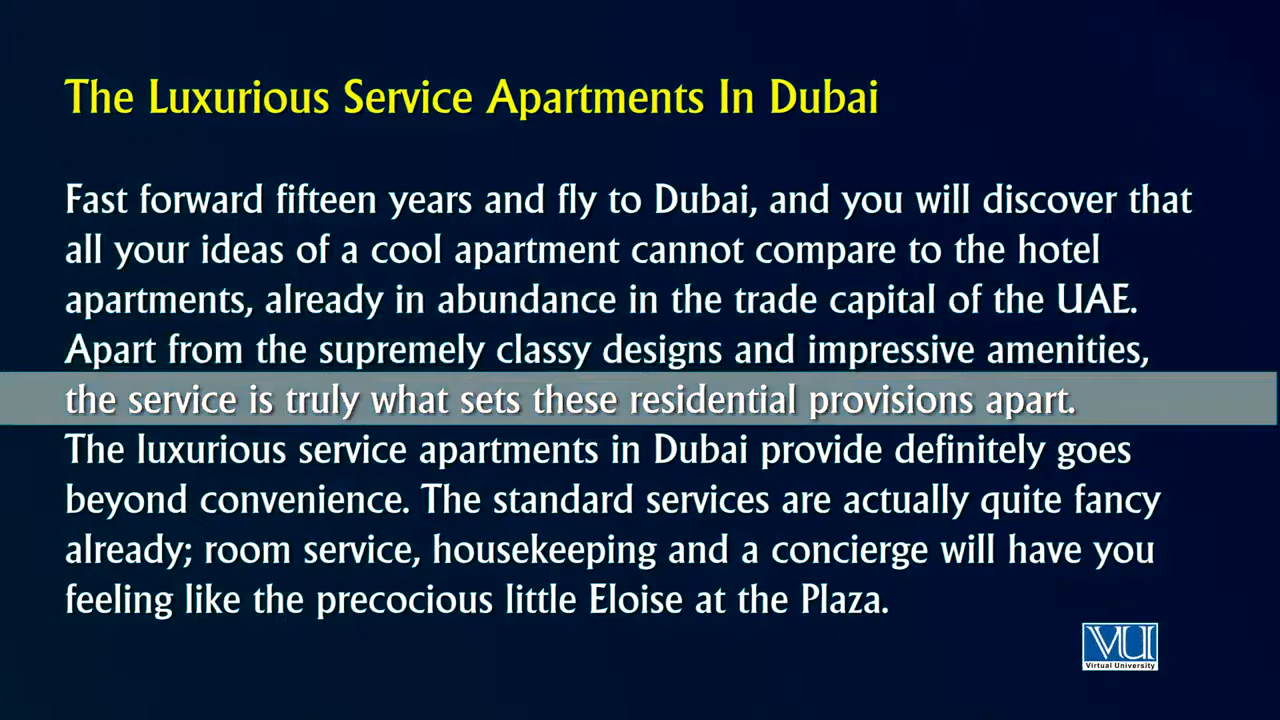 The Luxurious Service Apartments In Dubai
Fast forward fifteen years and fly to Dubai, and you will discover that
all your ideas of a cool apartment cannot compare to the hotel
apartments, already in abundance in the trade capital of the UAE.
Apart from the supremely classy designs and impressive amenities,
the service is truly what sets these residential provisions apart.
The luxurious service apartments in Dubai provide definitely goes
beyond convenience. The standard services are actually quite fancy
already; room service, housekeeping and a concierge will have you
feeling like the precocious little Eloise at the Plaza.
VU
Virtual University